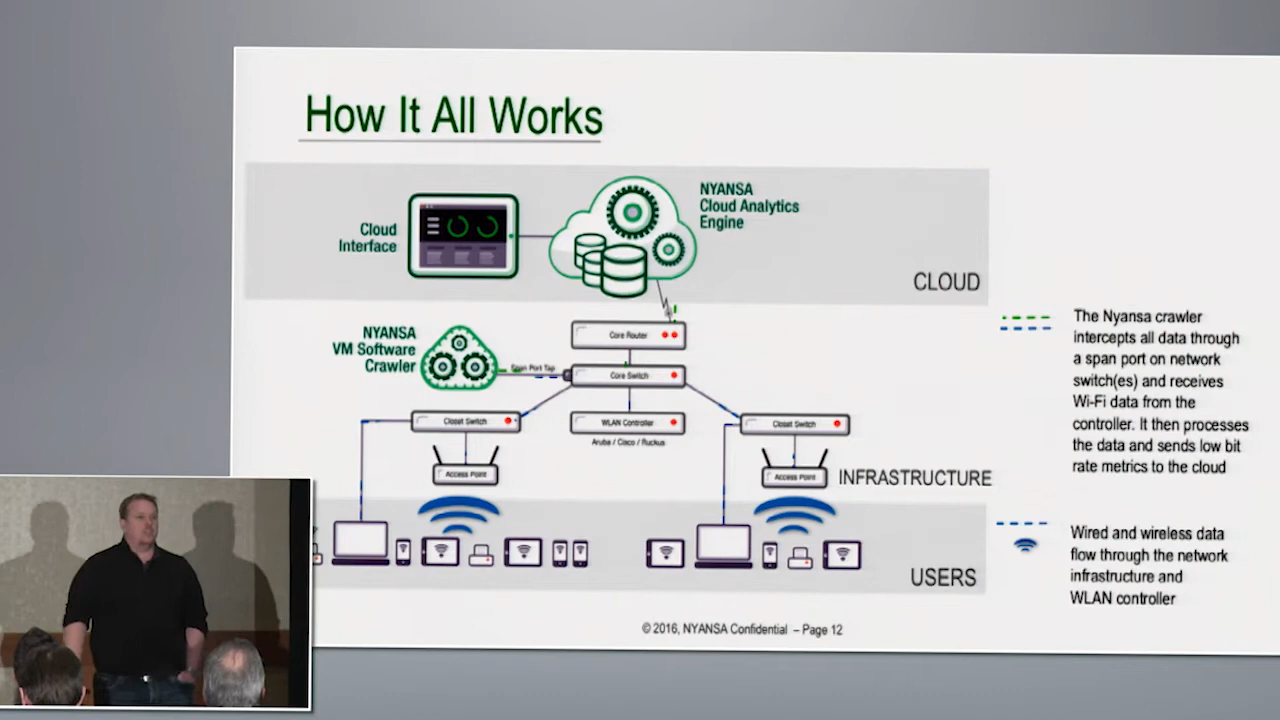 How It All Works
NYANSA
Cloud Analytics
Engine
Cloud
Interface
CLOUD
NYANSA
VM Software
Crawler
Span Port Tap
Core Router
Core Switch
Closet Switch
WLAN Controller
Closet Switch
Aruba / Cisco / Ruckus
Access Point
Access Point
INFRASTRUCTURE
USERS
The Nyansa crawler
intercepts all data through
a span port on network
switch(es) and receives
Wi-Fi data from the
controller. It then processes
the data and sends low bit
rate metrics to the cloud
Wired and wireless data
flow through the network
infrastructure and
WLAN controller
© 2016, NYANSA Confidential – Page 12